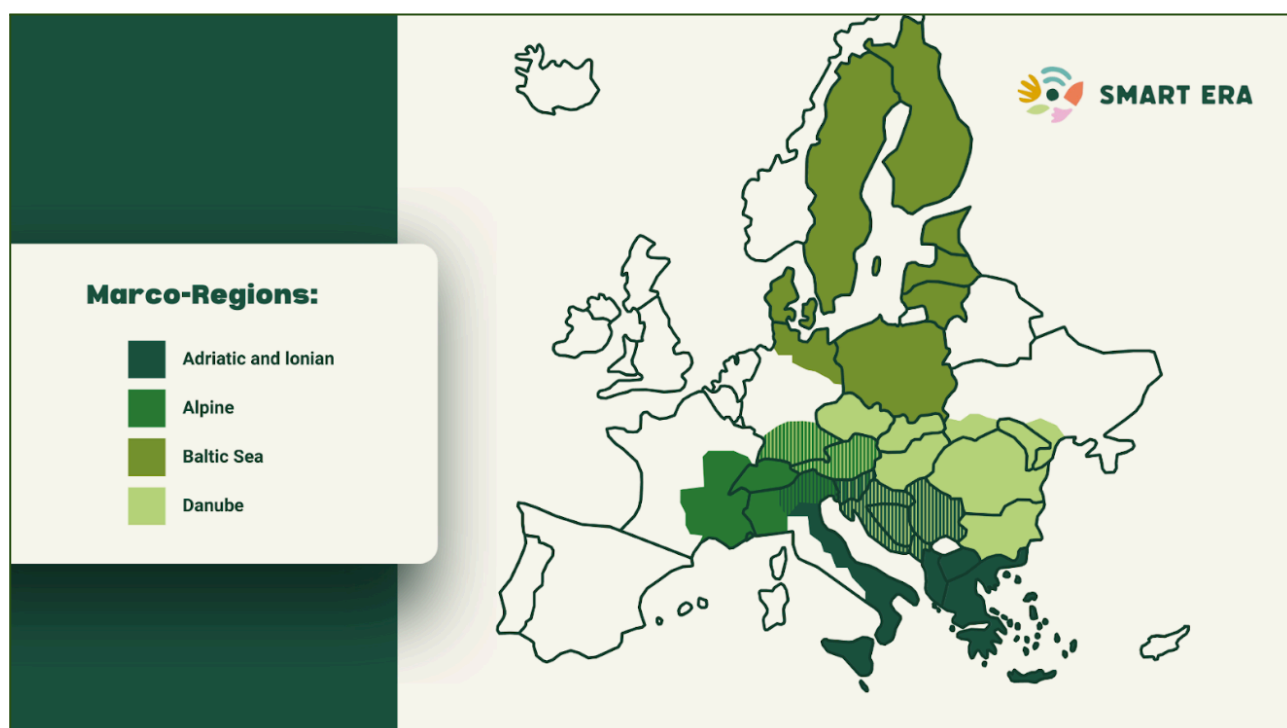 SMART ERA
Marco-Regions:
Adriatic and Ionian
Alpine
Baltic Sea
Danube